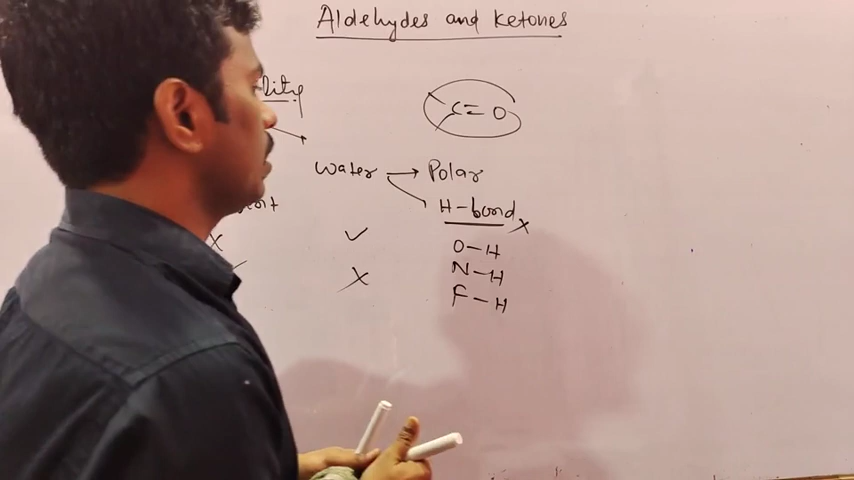 Aldehydes and Ketones
C=O
Water → Polar
H-bond x
✓ O-H
N-H
X F-H
X